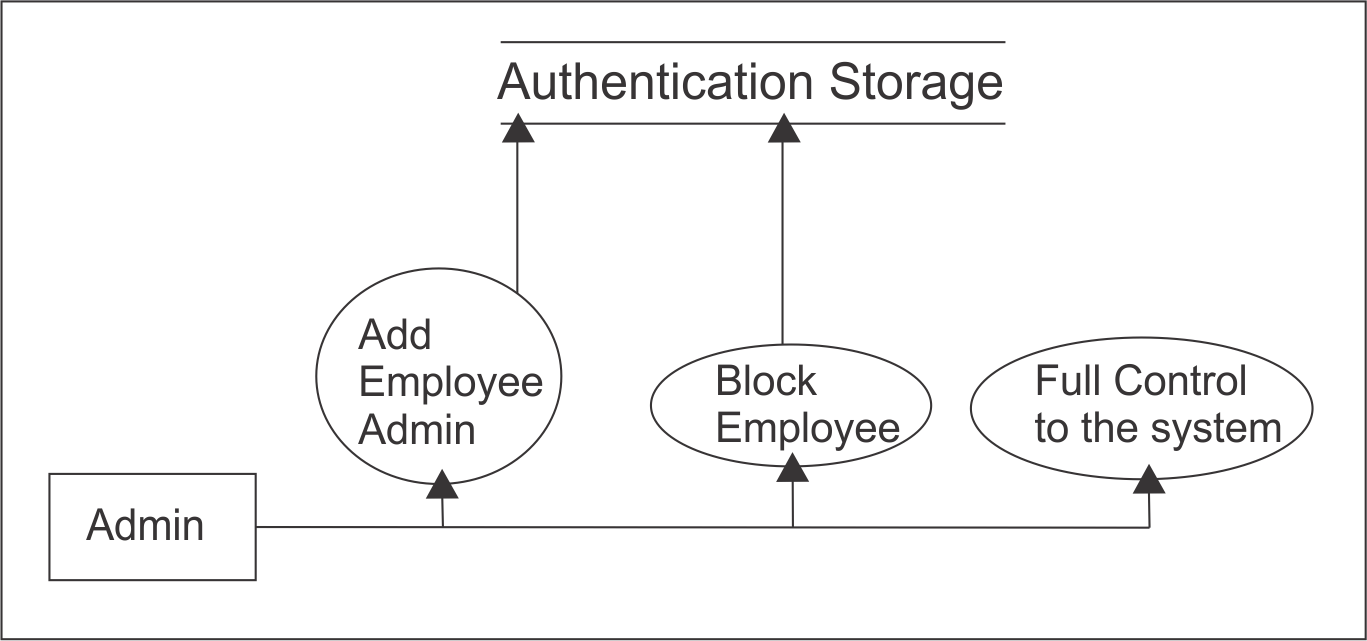 Authentication Storage
Add
Employee
Admin
Block
Employee
Full Control
to the system
Admin